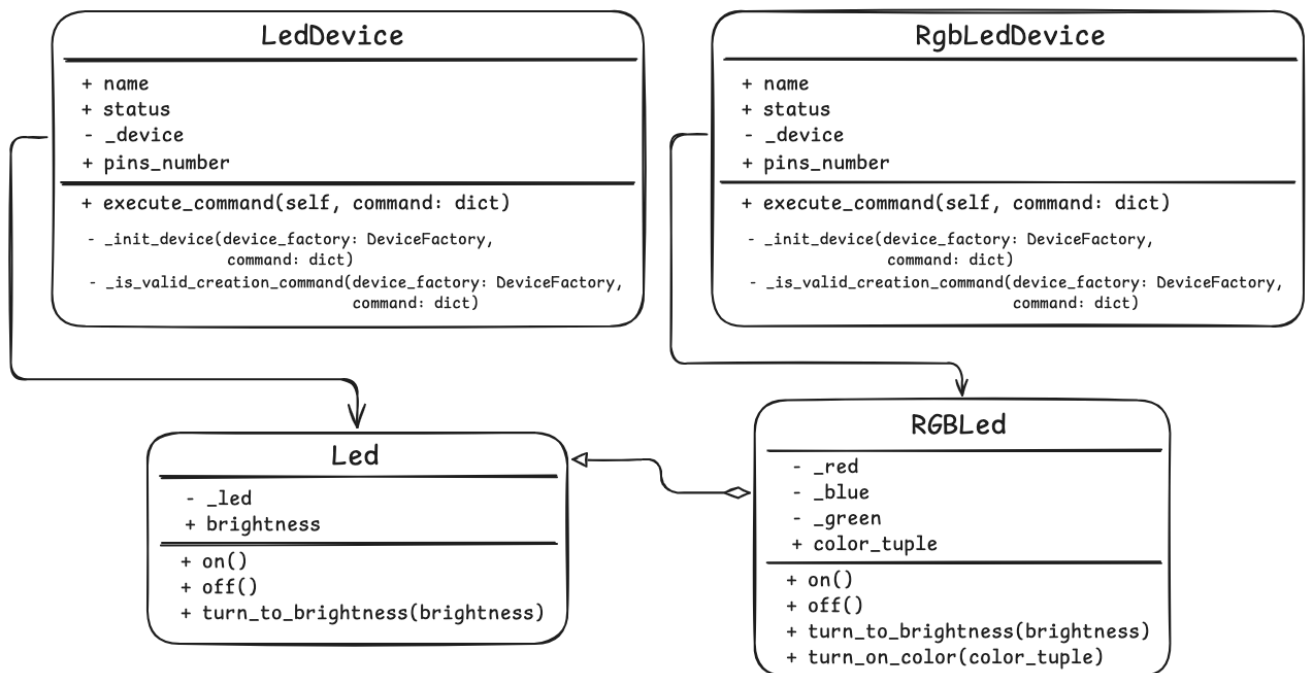 LedDevice
+ name
+ status
- _device
+ pins_number
+ execute_command(self, command: dict)
- _init_device(device_factory: DeviceFactory,
command: dict)
- _is_valid_creation_command(device_factory: DeviceFactory,
command: dict)
RgbLedDevice
+ name
+ status
- _device
+ pins_number
+ execute_command(self, command: dict)
- _init_device(device_factory: DeviceFactory,
command: dict)
- _is_valid_creation_command(device_factory: DeviceFactory,
command: dict)
Led
- _led
+ brightness
+ on()
+ off()
+ turn_to_brightness(brightness)
RGBLed
- _red
- _blue
- _green
+ color_tuple
+ on()
+ off()
+ turn_to_brightness(brightness)
+ turn_on_color(color_tuple)